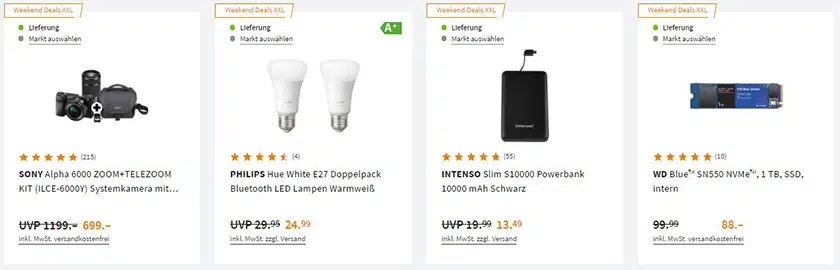 Weekend Deals XXL
Lieferung
Markt auswählen
(215)
SONY Alpha 6000 ZOOM+TELEZOOM
KIT (ILCE-6000Y) Systemkamera mit...
UVP 1199.– 699.–
inkl. MwSt. versandkostenfrei
Weekend Deals XXL
Lieferung
Markt auswählen
A+
(4)
PHILIPS Hue White E27 Doppelpack
Bluetooth LED Lampen Warmweiß
UVP 29.95 24.99
inkl. MwSt. zzgl. Versand
Weekend Deals XXL
Lieferung
Markt auswählen
Intenso
(55)
INTENSO Slim S10000 Powerbank
10000 mAh Schwarz
UVP 19.99 13.49
inkl. MwSt. zzgl. Versand
Weekend Deals XXL
Lieferung
Markt auswählen
(10)
WD Blue™ SN550 NVMe™, 1 TB, SSD,
intern
99.99 88.–
inkl. MwSt. versandkostenfrei